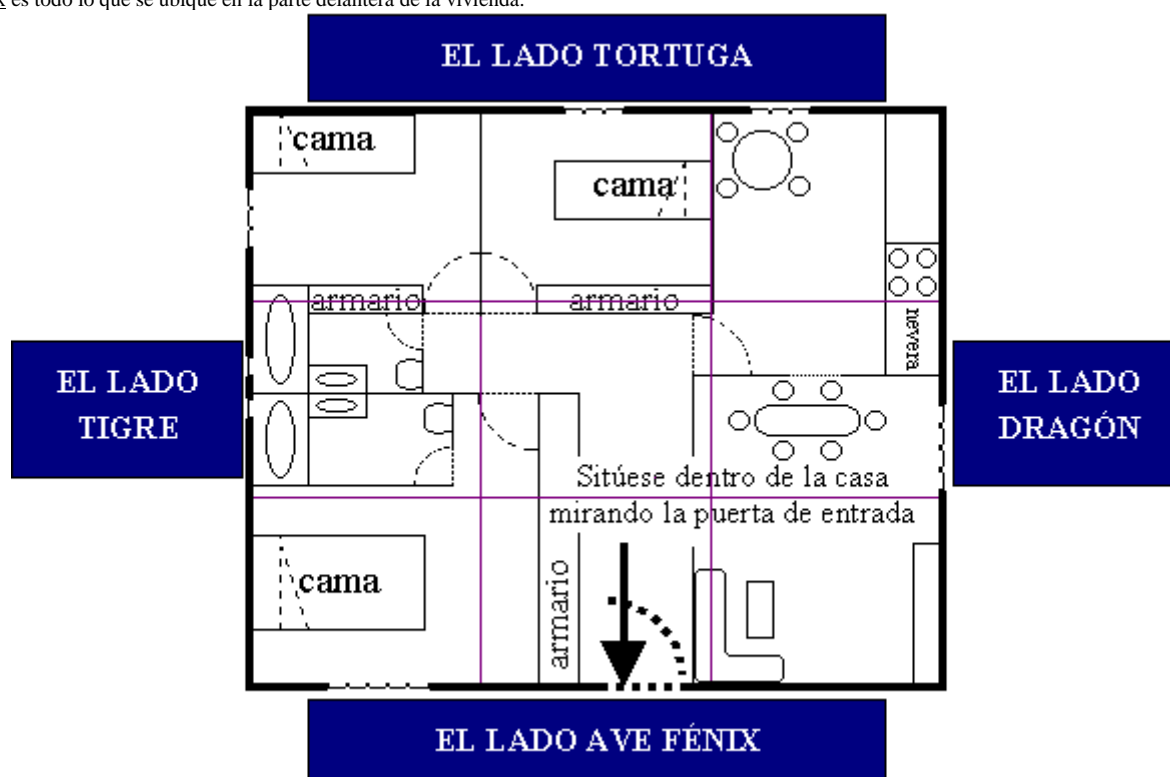 es todo lo que se ubique en la parte delantera de la vivienda.
EL LADO TORTUGA
cama
cama
armario
armario
nevera
EL LADO
TIGRE
EL LADO
DRAGÓN
Sitúese dentro de la casa
mirando la puerta de entrada
cama
armario
EL LADO AVE FÉNIX